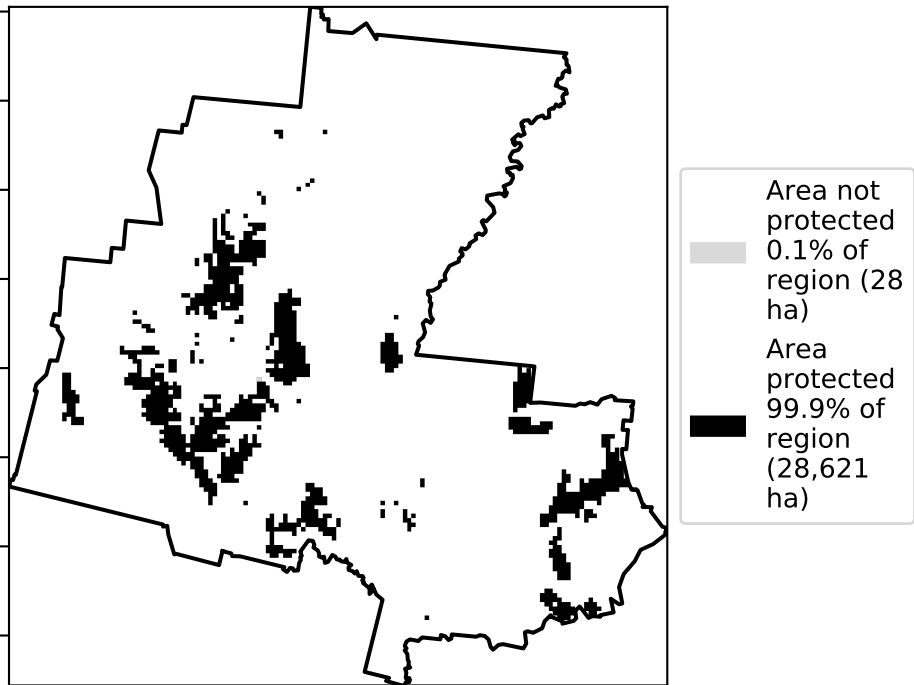 Area not
protected
0.1% of
region (28
ha)
Area
protected
99.9% of
region
(28,621
ha)